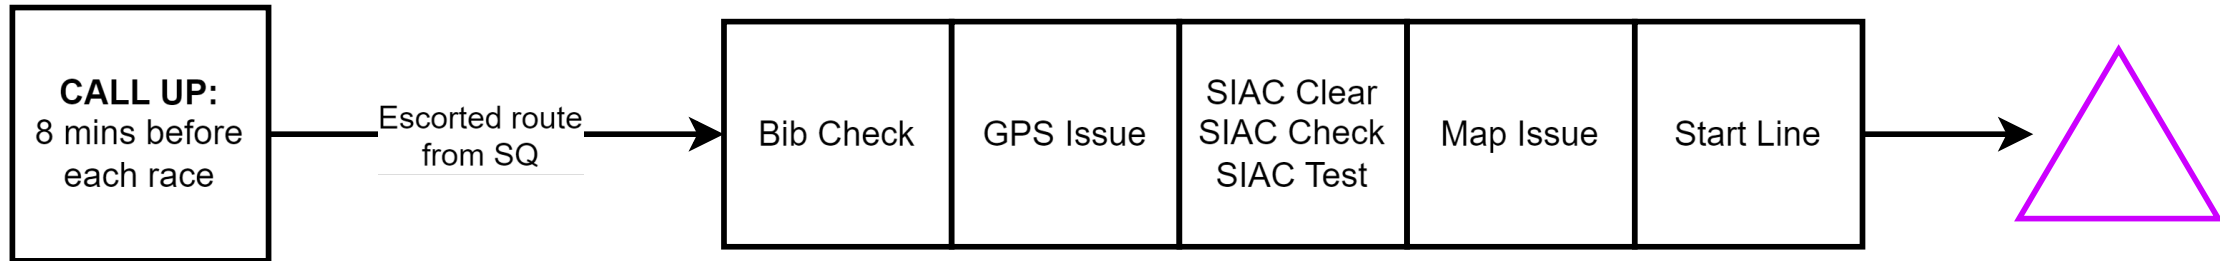 CALL UP:
8 mins before
each race
Escorted route
from SQ
Bib Check
GPS Issue
SIAC Clear
SIAC Check
SIAC Test
Map Issue
Start Line